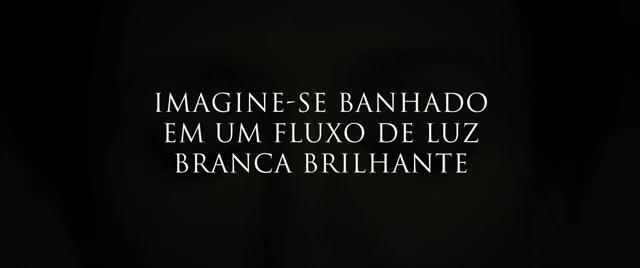 IMAGINE-SE BANHADO
EM UM FLUXO DE LUZ
BRANCA BRILHANTE